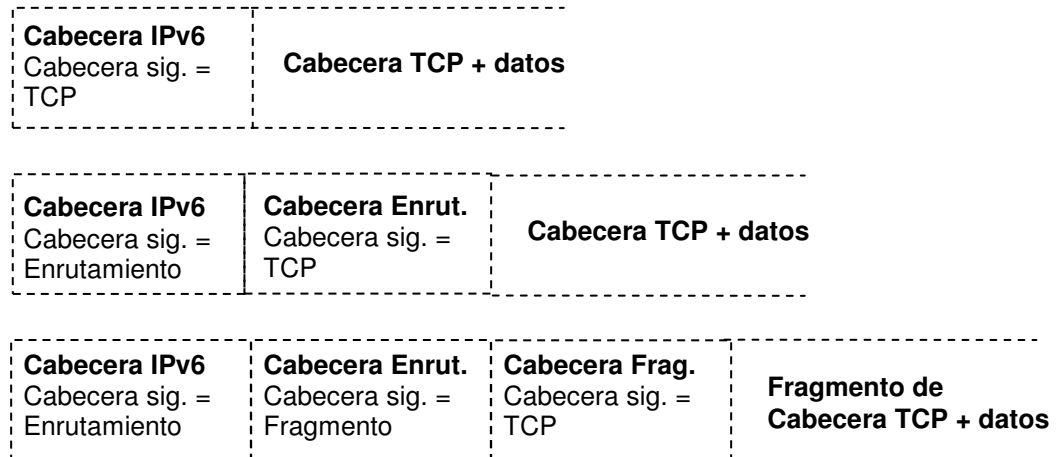 Cabecera IPv6
Cabecera sig. =
TCP
Cabecera TCP + datos
Cabecera IPv6
Cabecera sig. =
Enrutamiento
Cabecera Enrut.
Cabecera sig. =
TCP
Cabecera TCP + datos
Cabecera IPv6
Cabecera sig. =
Enrutamiento
Cabecera Enrut.
Cabecera sig. =
Fragmento
Cabecera Frag.
Cabecera sig. =
TCP
Fragmento de
Cabecera TCP + datos